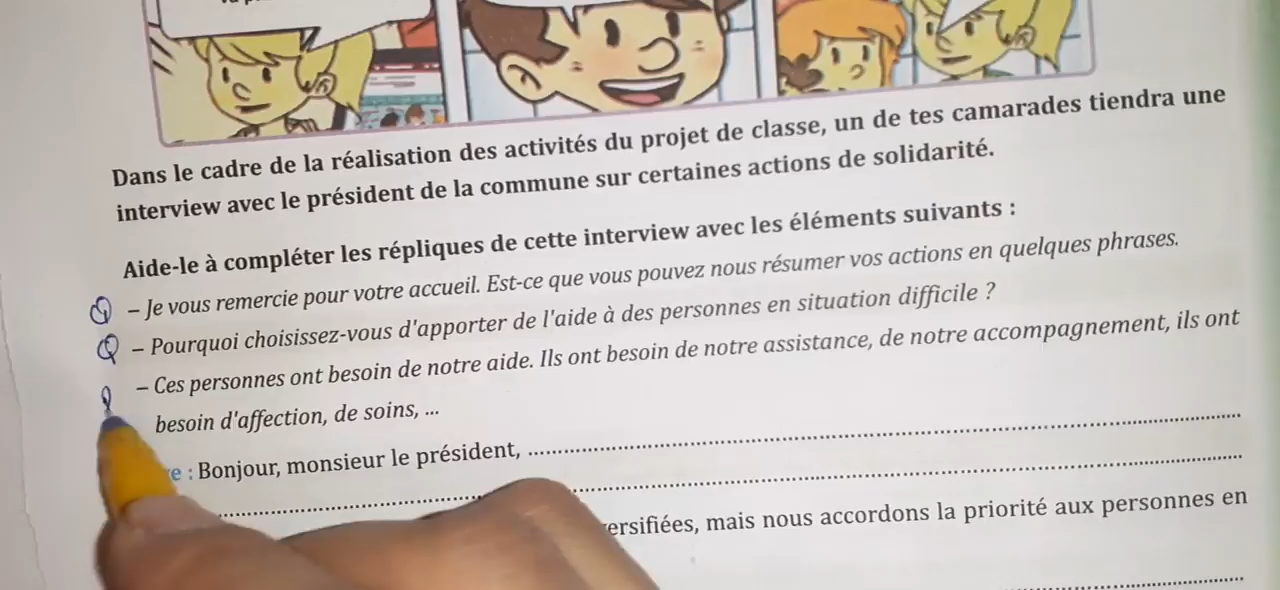 Dans le cadre de la réalisation des activités du projet de classe, un de tes camarades tiendra une
interview avec le président de la commune sur certaines actions de solidarité.
Aide-le à compléter les répliques de cette interview avec les éléments suivants :
Q – Je vous remercie pour votre accueil. Est-ce que vous pouvez nous résumer vos actions en quelques phrases.
Q – Pourquoi choisissez-vous d'apporter de l'aide à des personnes en situation difficile ?
– Ces personnes ont besoin de notre aide. Ils ont besoin de notre assistance, de notre accompagnement, ils ont
besoin d'affection, de soins, ...
e : Bonjour, monsieur le président, ........
ersifiées, mais nous accordons la priorité aux personnes en